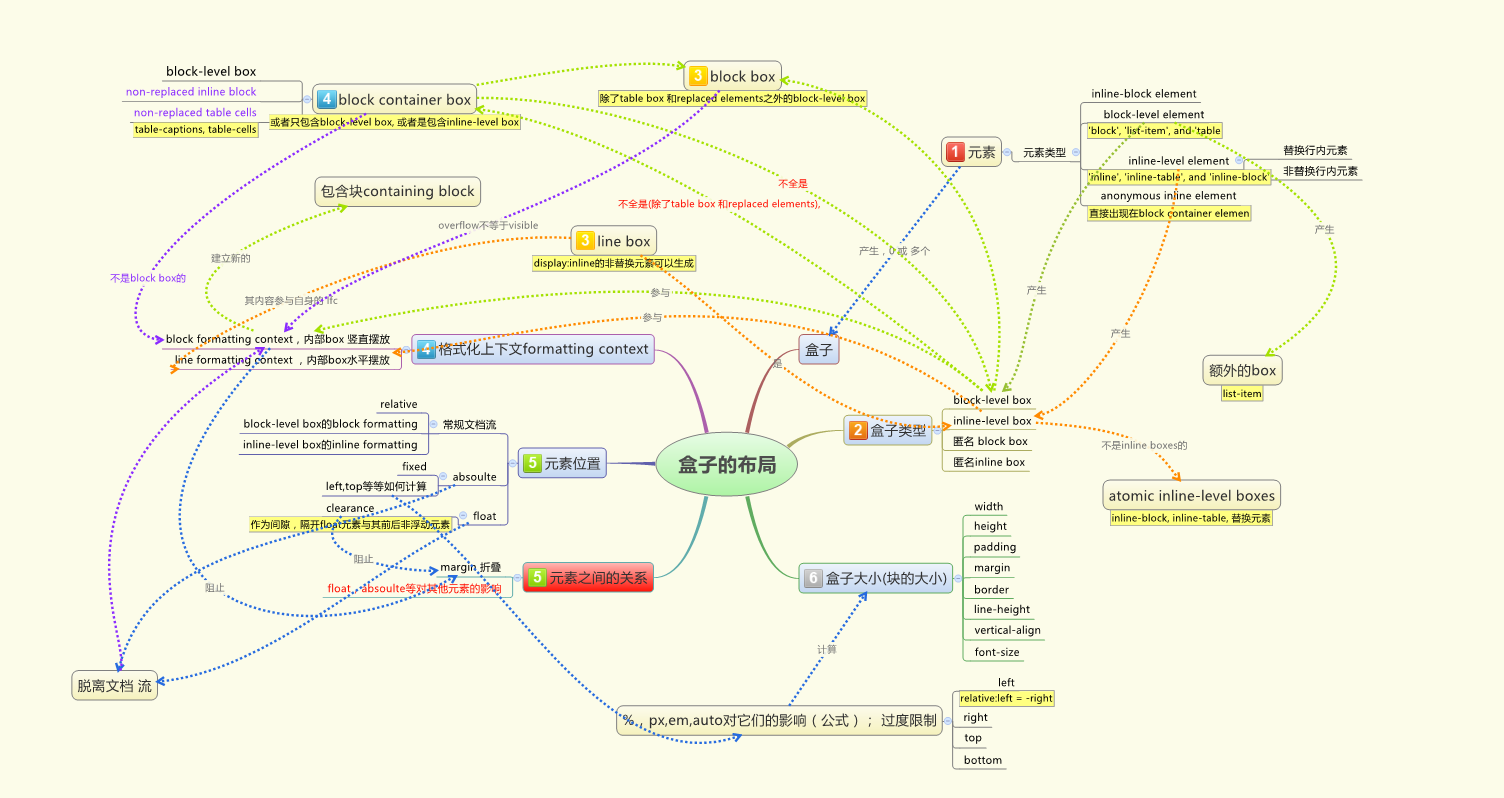 block-level box
non-replaced inline block
non-replaced table cells
table-captions, table-cells
4 block container box
或者只包含block-level box, 或者是包含inline-level box
3 block box
除了table box 和replaced elements之外的block-level box
1 元素
元素类型
inline-block element
block-level element
'block', 'list-item', and 'table
inline-level element
'inline', 'inline-table', and 'inline-block'
替换行内元素
非替换行内元素
anonymous inline element
直接出现在block container elemen
包含块containing block
不全是
不全是(除了table box 和replaced elements),
overflow不等于visible
3 line box
display:inline的非替换元素可以生成
产生，0 或 多个
产生
产生
产生
建立新的
不是block box的
其内容参与自身的 ifc
参与
参与
是
block formatting context，内部box 竖直摆放
line formatting context ，内部box水平摆放
4 格式化上下文formatting context
盒子
额外的box
list-item
2 盒子类型
block-level box
inline-level box
匿名 block box
匿名inline box
不是inline boxes的
atomic inline-level boxes
inline-block, inline-table, 替换元素
盒子的布局
relative
block-level box的block formatting
inline-level box的inline formatting
常规文档流
5 元素位置
fixed
left,top等等如何计算
absoulte
clearance
作为间隙，隔开float元素与其前后非浮动元素
float
阻止
阻止
margin 折叠
float、absoulte等对其他元素的影响
5 元素之间的关系
6 盒子大小(块的大小)
width
height
padding
margin
border
line-height
vertical-align
font-size
计算
脱离文档 流
%，px,em,auto对它们的影响（公式）； 过度限制
left
relative:left = -right
right
top
bottom